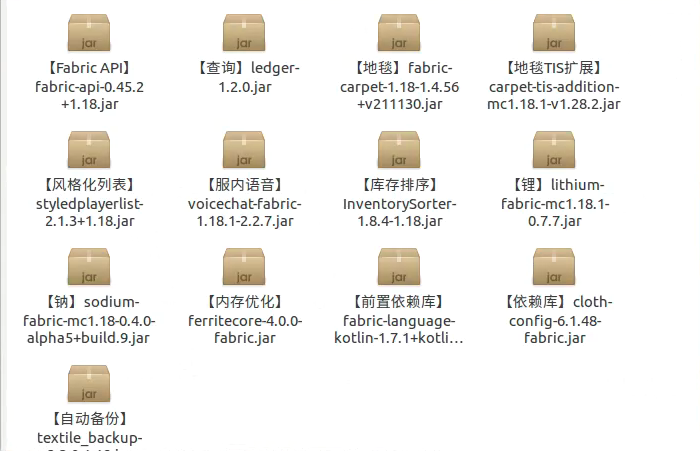 jar
jar
jar
jar
【Fabric API】
fabric-api-0.45.2
+1.18.jar
【查询】ledger-
1.2.0.jar
【地毯】fabric-
carpet-1.18-1.4.56
+v211130.jar
【地毯TIS扩展】
carpet-tis-addition-
mc1.18.1-v1.28.2.jar
jar
jar
jar
jar
【风格化列表】
styledplayerlist-
2.1.3+1.18.jar
【服内语音】
voicechat-fabric-
1.18.1-2.2.7.jar
【库存排序】
InventorySorter-
1.8.4-1.18.jar
【锂】lithium-
fabric-mc1.18.1-
0.7.7.jar
jar
jar
jar
jar
【钠】sodium-
fabric-mc1.18-0.4.0-
alpha5+build.9.jar
【内存优化】
ferritecore-4.0.0-
fabric.jar
【前置依赖库】
fabric-language-
kotlin-1.7.1+kotli…
【依赖库】cloth-
config-6.1.48-
fabric.jar
jar
【自动备份】
textile_backup-